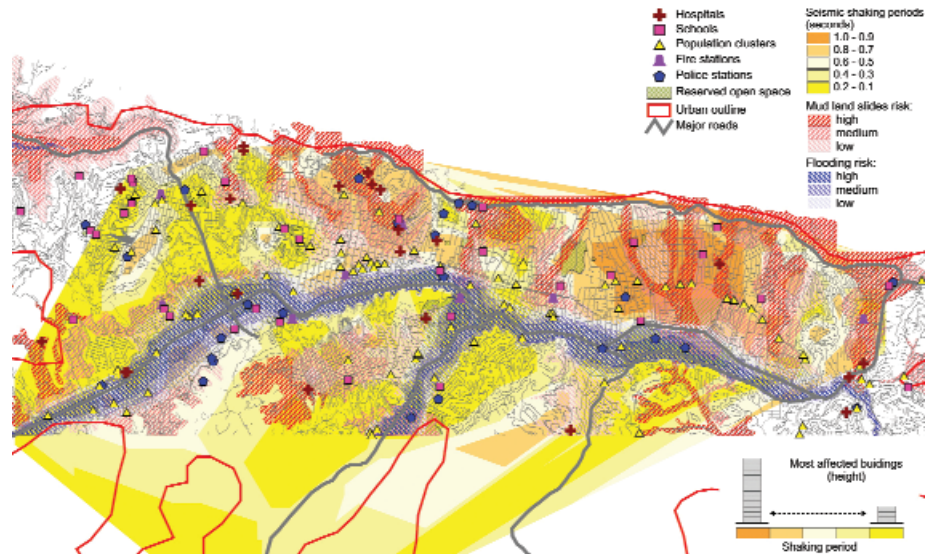 Hospitals
Schools
Population clusters
Fire stations
Police stations
Reserved open space
Urban outline
Major roads
Seismic shaking periods
(seconds)
1.0 - 0.9
0.8 - 0.7
0.6 - 0.5
0.4 - 0.3
0.2 - 0.1
Mud land slides risk:
high
medium
low
Flooding risk:
high
medium
low
Most affected buidings
(height)
Shaking period